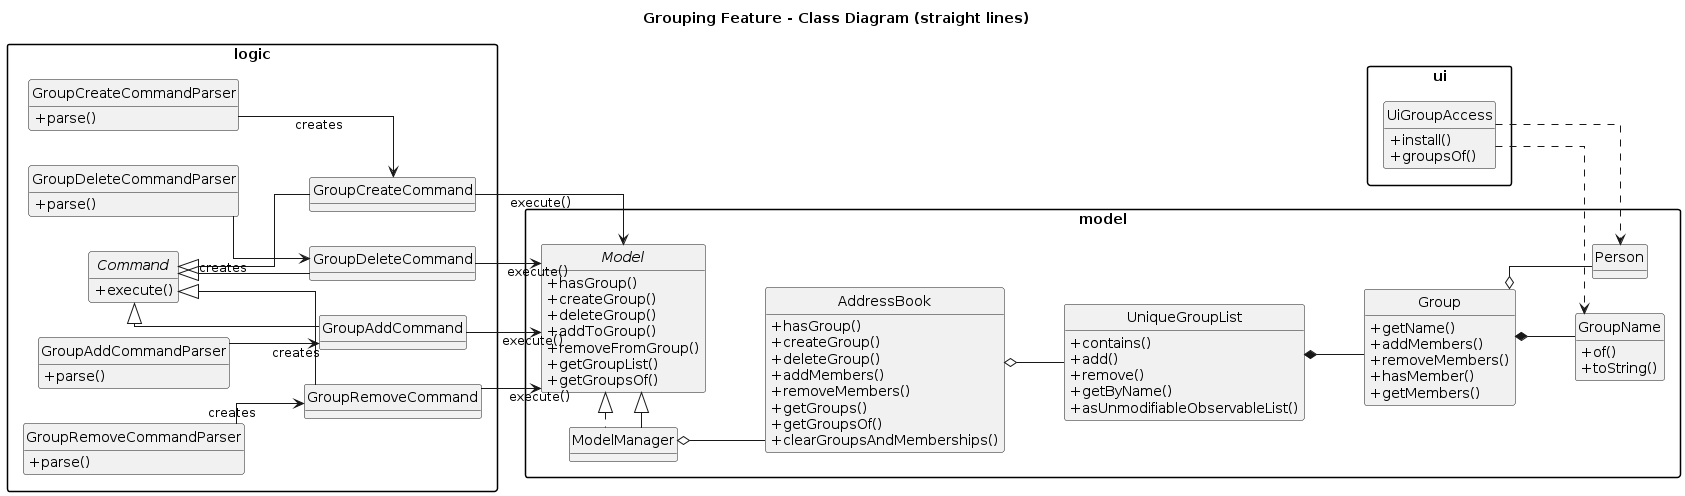 Grouping Feature - Class Diagram (straight lines)
logic
GroupCreateCommandParser
+parse()
creates
GroupDeleteCommandParser
+parse()
creates
GroupCreateCommand
execute()
GroupDeleteCommand
execute()
Command
+execute()
GroupAddCommand
execute()
GroupAddCommandParser
+parse()
creates
GroupRemoveCommand
execute()
creates
GroupRemoveCommandParser
+parse()
model
Model
+hasGroup()
+createGroup()
+deleteGroup()
+addToGroup()
+removeFromGroup()
+getGroupList()
+getGroupsOf()
ModelManager
AddressBook
+hasGroup()
+createGroup()
+deleteGroup()
+addMembers()
+removeMembers()
+getGroups()
+getGroupsOf()
+clearGroupsAndMemberships()
UniqueGroupList
+contains()
+add()
+remove()
+getByName()
+asUnmodifiableObservableList()
Group
+getName()
+addMembers()
+removeMembers()
+hasMember()
+getMembers()
Person
GroupName
+of()
+toString()
ui
UiGroupAccess
+install()
+groupsOf()